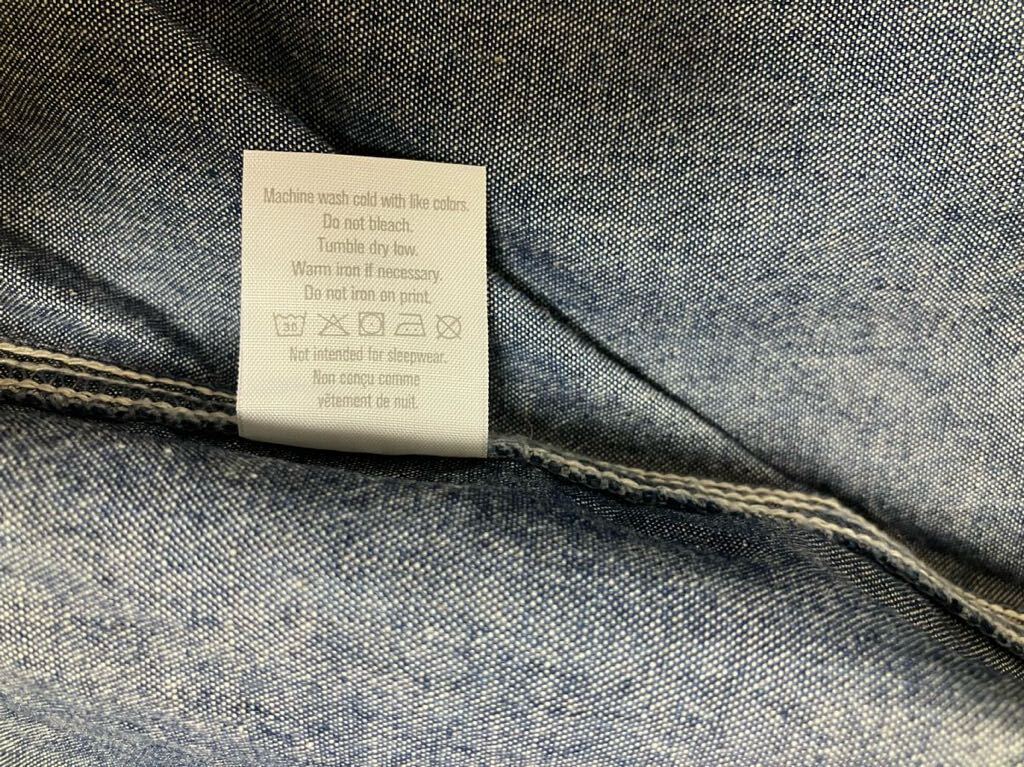 Machine wash cold with like colors.
Do not bleach.
Tumble dry low.
Warm iron if necessary.
Do not iron on print.
30
Not intended for sleepwear.
Non conçu comme
vêtement de nuit.